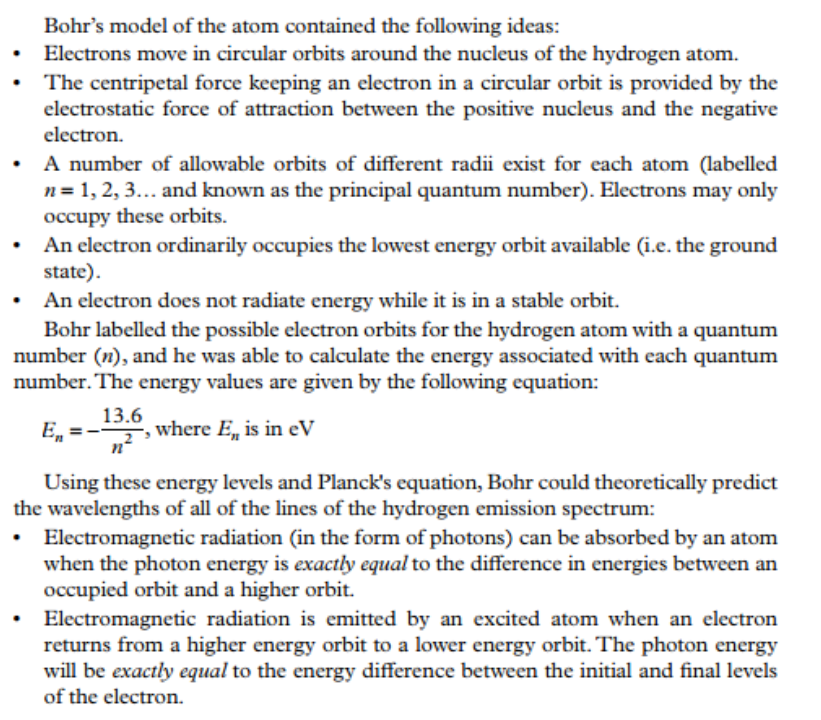 Bohr's model of the atom contained the following ideas:
• Electrons move in circular orbits around the nucleus of the hydrogen atom.
• The centripetal force keeping an electron in a circular orbit is provided by the
electrostatic force of attraction between the positive nucleus and the negative
electron.
• A number of allowable orbits of different radii exist for each atom (labelled
n = 1, 2, 3… and known as the principal quantum number). Electrons may only
occupy these orbits.
• An electron ordinarily occupies the lowest energy orbit available (i.e. the ground
state).
• An electron does not radiate energy while it is in a stable orbit.
Bohr labelled the possible electron orbits for the hydrogen atom with a quantum
number (n), and he was able to calculate the energy associated with each quantum
number. The energy values are given by the following equation:
Eₙ = −13.6/n², where Eₙ is in eV
Using these energy levels and Planck's equation, Bohr could theoretically predict
the wavelengths of all of the lines of the hydrogen emission spectrum:
• Electromagnetic radiation (in the form of photons) can be absorbed by an atom
when the photon energy is exactly equal to the difference in energies between an
occupied orbit and a higher orbit.
• Electromagnetic radiation is emitted by an excited atom when an electron
returns from a higher energy orbit to a lower energy orbit. The photon energy
will be exactly equal to the energy difference between the initial and final levels
of the electron.